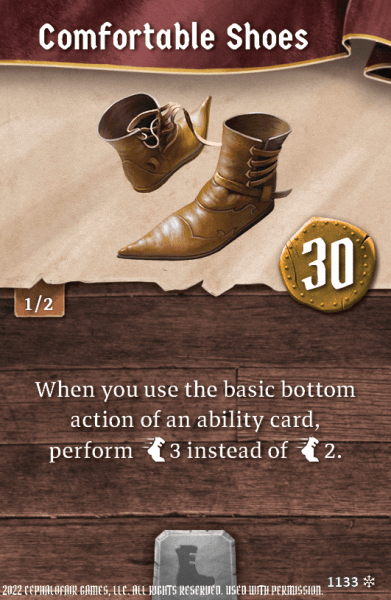 Comfortable Shoes
30
1/2
When you use the basic bottom
action of an ability card,
perform 3 instead of 2.
1133
2022 CEPHALOFAIR GAMES, LLC. ALL RIGHTS RESERVED. USED WITH PERMISSION.